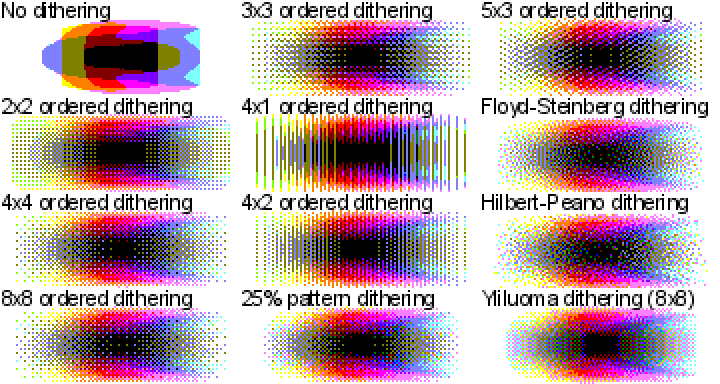 No dithering
3x3 ordered dithering
5x3 ordered dithering
2x2 ordered dithering
4x1 ordered dithering
Floyd-Steinberg dithering
4x4 ordered dithering
4x2 ordered dithering
Hilbert-Peano dithering
8x8 ordered dithering
25% pattern dithering
Yliluoma dithering (8x8)